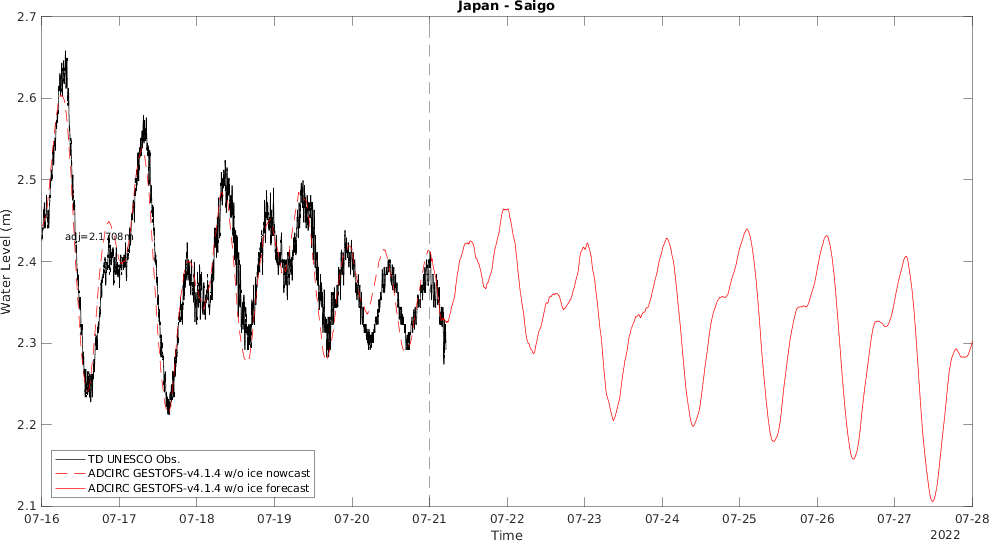 Japan - Saigo
2.7
2.6
2.5
2.4
2.3
2.2
2.1
Water Level (m)
adj=2.1708m
TD UNESCO Obs.
ADCIRC GESTOFS-v4.1.4 w/o ice nowcast
ADCIRC GESTOFS-v4.1.4 w/o ice forecast
07-16 07-17 07-18 07-19 07-20 07-21 07-22 07-23 07-24 07-25 07-26 07-27 07-28
Time
2022